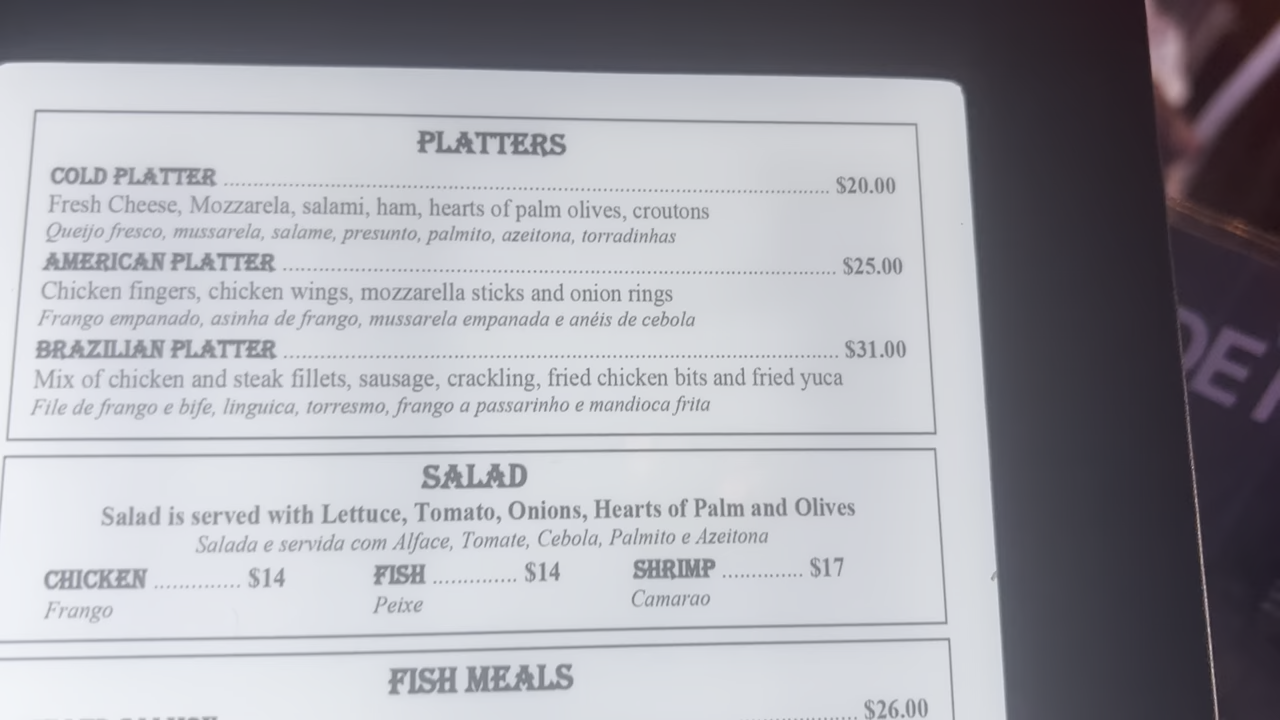 PLATTERS
COLD PLATTER ........................ $20.00
Fresh Cheese, Mozzarela, salami, ham, hearts of palm olives, croutons
Queijo fresco, mussarela, salame, presunto, palmito, azeitona, torradinhas
AMERICAN PLATTER ........................ $25.00
Chicken fingers, chicken wings, mozzarella sticks and onion rings
Frango empanado, asinha de frango, mussarela empanada e anéis de cebola
BRAZILIAN PLATTER ........................ $31.00
Mix of chicken and steak fillets, sausage, crackling, fried chicken bits and fried yuca
File de frango e bife, linguica, torresmo, frango a passarinho e mandioca frita
SALAD
Salad is served with Lettuce, Tomato, Onions, Hearts of Palm and Olives
Salada e servida com Alface, Tomate, Cebola, Palmito e Azeitona
CHICKEN ............. $14 FISH ............. $14 SHRIMP ............. $17
Frango Peixe Camarao
FISH MEALS
$26.00
DE